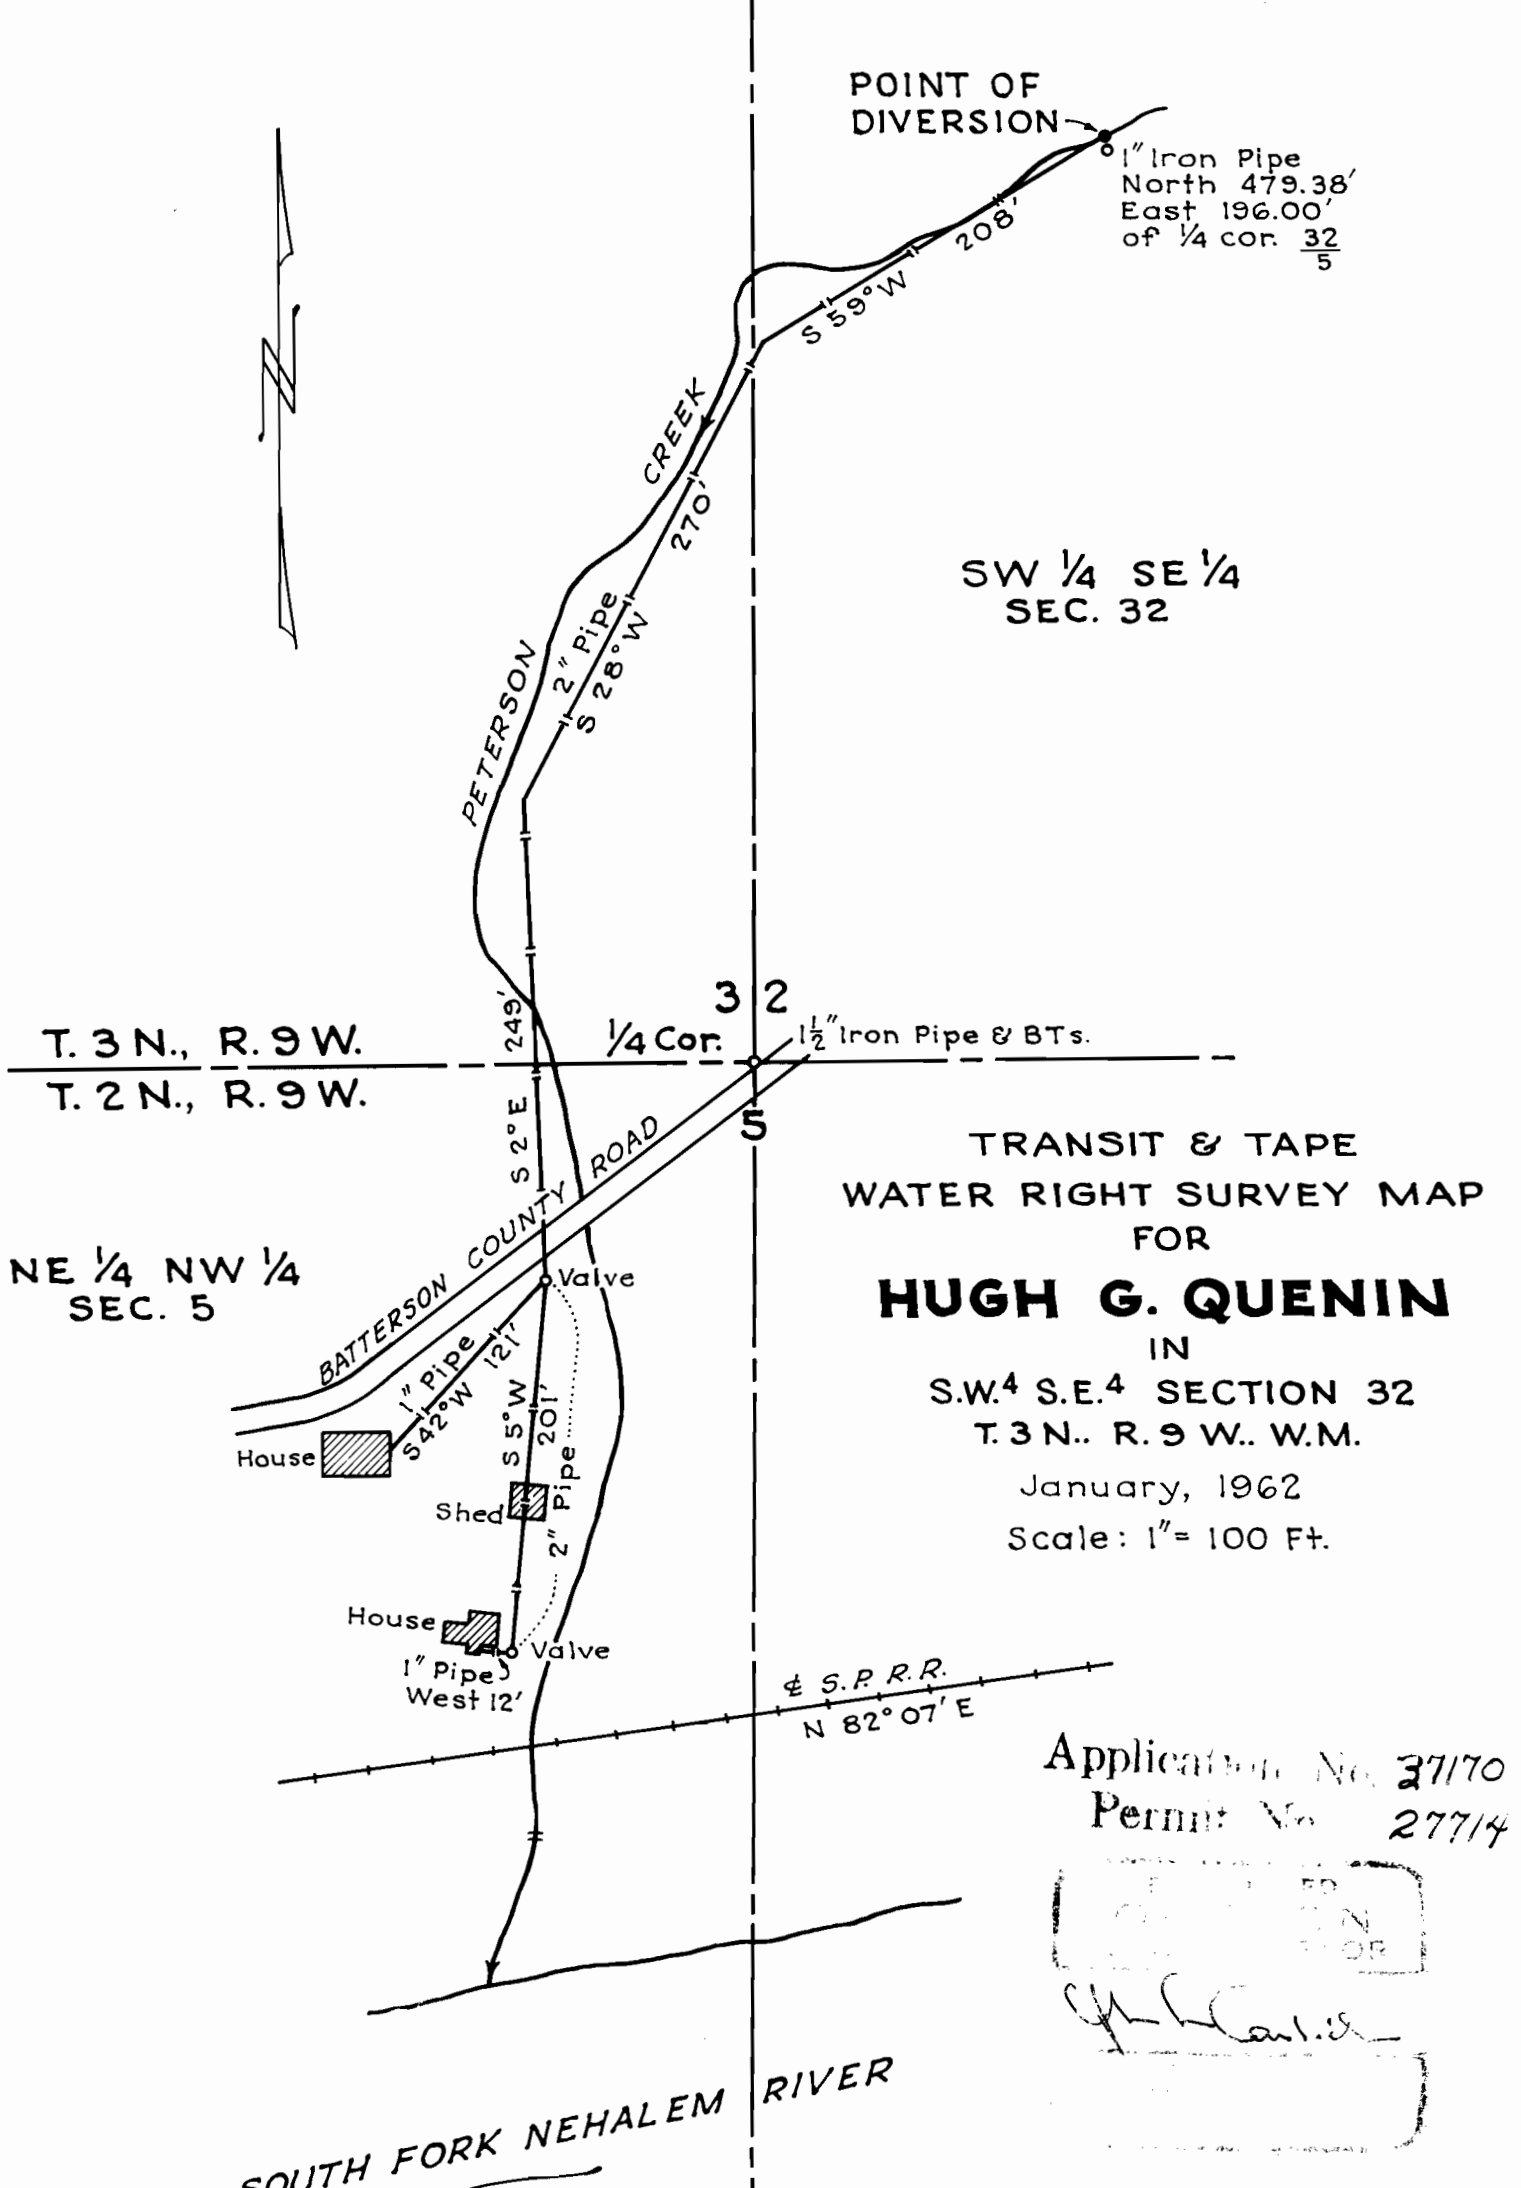 POINT OF
DIVERSION
1" Iron Pipe
North 479.38'
East 196.00'
of 1/4 cor. 32/5
208'
S 59° W
N
CREEK
270'
SW 1/4 SE 1/4
SEC. 32
2" Pipe
S 28° W
PETERSON
249'
32
1/4 Cor.
1 1/2" Iron Pipe & BTs.
T. 3 N., R. 9 W.
T. 2 N., R. 9 W.
S 2° E
5
BATTERSON COUNTY ROAD
TRANSIT & TAPE
WATER RIGHT SURVEY MAP
FOR
HUGH G. QUENIN
IN
S.W.4 S.E.4 SECTION 32
T. 3 N.. R. 9 W.. W.M.
January, 1962
Scale: 1" = 100 Ft.
NE 1/4 NW 1/4
SEC. 5
Valve
1" Pipe
121'
S 42° W
S 5° W
201'
House
Shed
2" Pipe
House
Valve
1" Pipe
West 12'
℄ S.P. R.R.
N 82° 07' E
Application No. 37170
Permit No 27714
SOUTH FORK NEHALEM RIVER